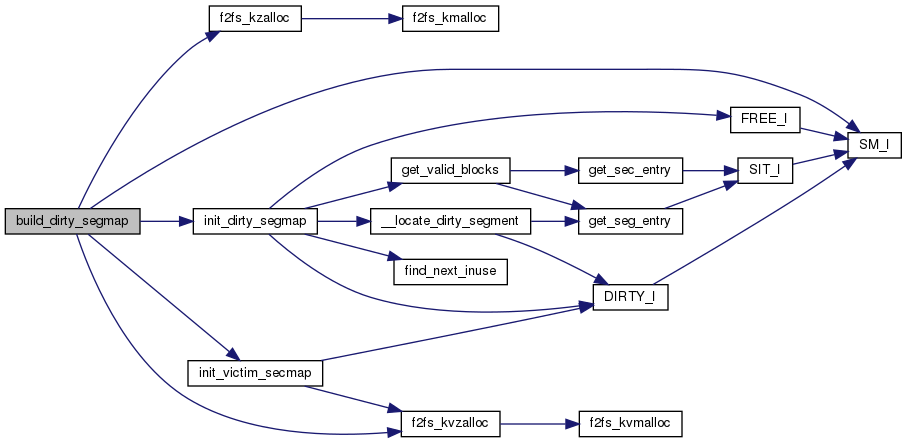 f2fs_kzalloc
f2fs_kmalloc
FREE_I
SM_I
get_valid_blocks
get_sec_entry
SIT_I
build_dirty_segmap
init_dirty_segmap
__locate_dirty_segment
get_seg_entry
find_next_inuse
DIRTY_I
init_victim_secmap
f2fs_kvzalloc
f2fs_kvmalloc